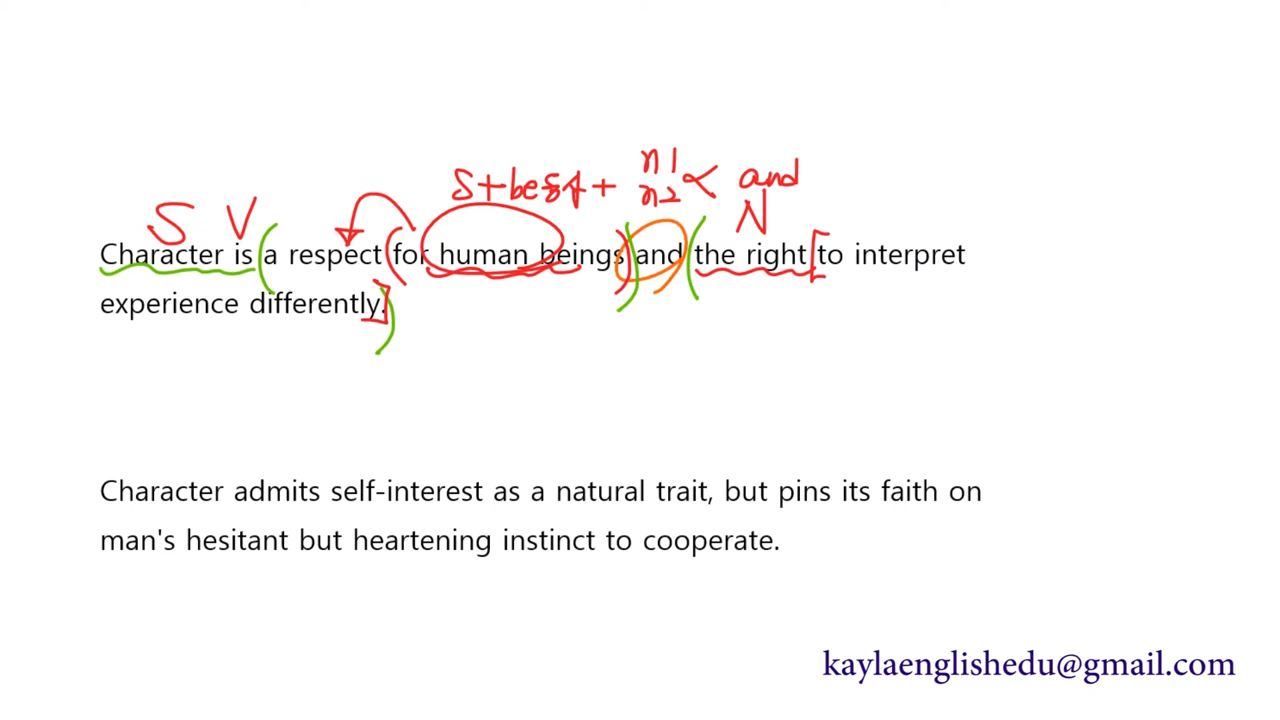 n1
S+be동사+ n2< and
S V N
Character is a respect for human beings and the right to interpret
experience differently.
Character admits self-interest as a natural trait, but pins its faith on
man's hesitant but heartening instinct to cooperate.
kaylaenglishedu@gmail.com